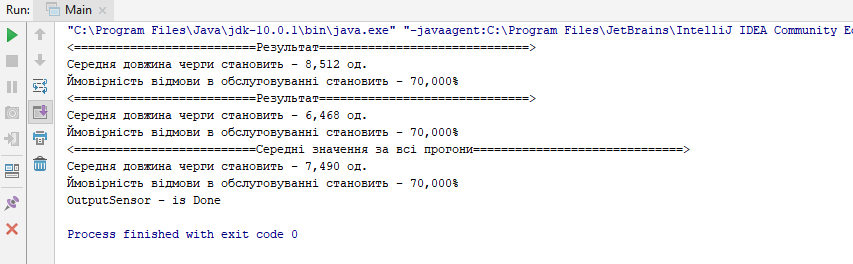 Run: Main
"C:\Program Files\Java\jdk-10.0.1\bin\java.exe" "-javaagent:C:\Program Files\JetBrains\IntelliJ IDEA Community Ed
<==========================Результат==============================>
Середня довжина черги становить - 8,512 од.
Ймовірність відмови в обслуговуванні становить - 70,000%
<==========================Результат==============================>
Середня довжина черги становить - 6,468 од.
Ймовірність відмови в обслуговуванні становить - 70,000%
<==========================Середні значення за всі прогони==============================>
Середня довжина черги становить - 7,490 од.
Ймовірність відмови в обслуговуванні становить - 70,000%
OutputSensor - is Done
Process finished with exit code 0